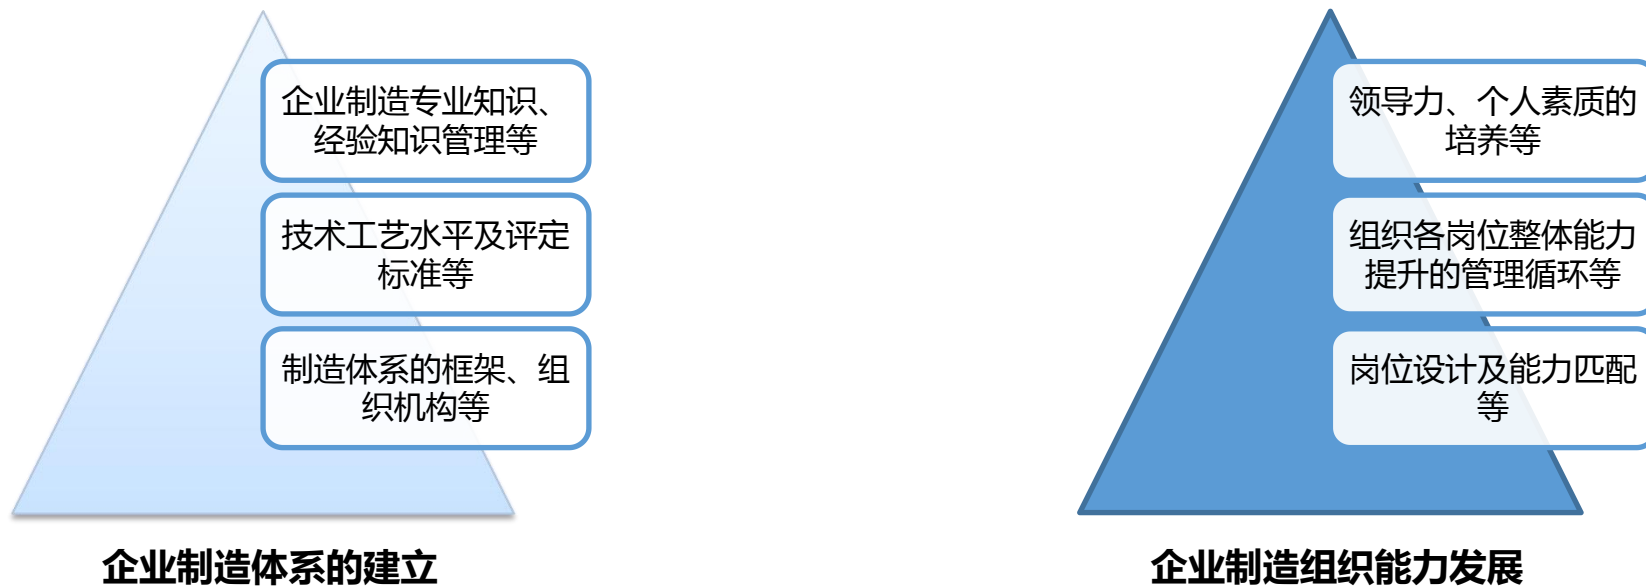 企业制造专业知识、
经验知识管理等
技术工艺水平及评定
标准等
制造体系的框架、组
织机构等
企业制造体系的建立
领导力、个人素质的
培养等
组织各岗位整体能力
提升的管理循环等
岗位设计及能力匹配
等
企业制造组织能力发展